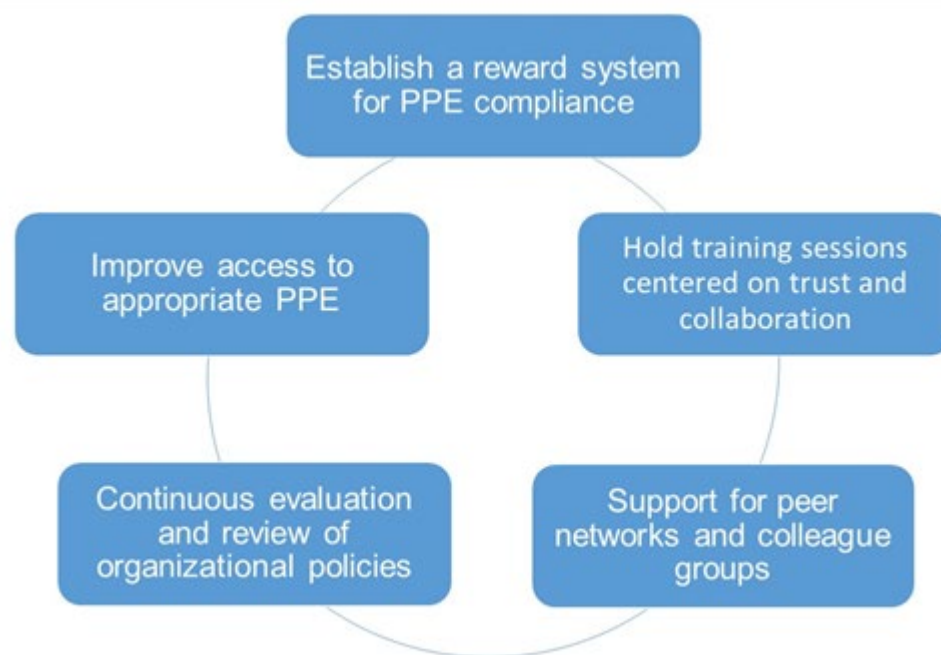 Establish a reward system
for PPE compliance
Hold training sessions
centered on trust and
collaboration
Support for peer
networks and colleague
groups
Continuous evaluation
and review of
organizational policies
Improve access to
appropriate PPE